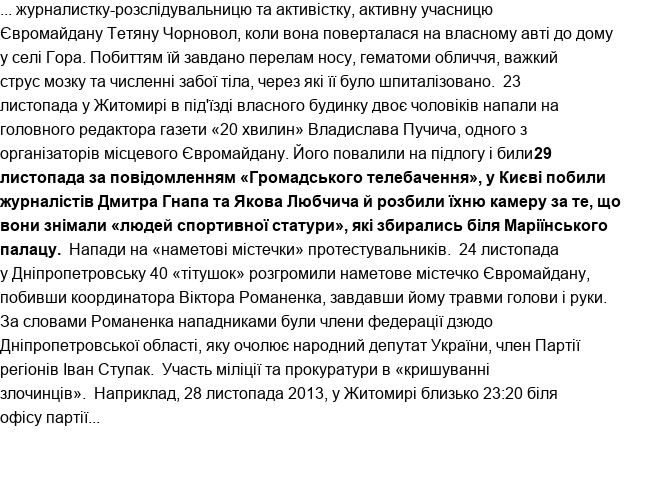 ... журналистку-розслідувальницю та активістку, активну учасницю
Євромайдану Тетяну Чорновол, коли вона поверталася на власному авті до дому
у селі Гора. Побиттям їй завдано перелам носу, гематоми обличчя, важкий
струс мозку та численні забої тіла, через які її було шпиталізовано.  23
листопада у Житомирі в під'їзді власного будинку двоє чоловіків напали на
головного редактора газети «20 хвилин» Владислава Пучича, одного з
організаторів місцевого Євромайдану. Його повалили на підлогу і били29
листопада за повідомленням «Громадського телебачення», у Києві побили
журналістів Дмитра Гнапа та Якова Любчича й розбили їхню камеру за те, що
вони знімали «людей спортивної статури», які збирались біля Маріїнського
палацу.  Напади на «наметові містечки» протестувальників.  24 листопада
у Дніпропетровську 40 «тітушок» розгромили наметове містечко Євромайдану,
побивши координатора Віктора Романенка, завдавши йому травми голови і руки.
За словами Романенка нападниками були члени федерації дзюдо
Дніпропетровської області, яку очолює народний депутат України, член Партії
регіонів Іван Ступак.  Участь міліції та прокуратури в «кришуванні
злочинців».  Наприклад, 28 листопада 2013, у Житомирі близько 23:20 біля
офісу партії...